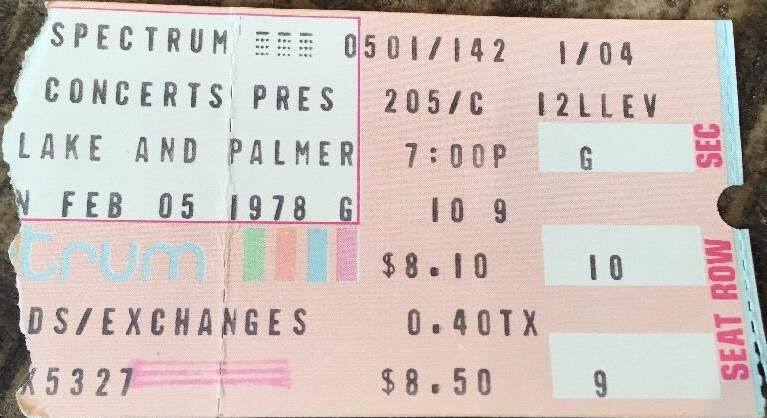 SPECTRUM 0501/142 1/04
CONCERTS PRES 205/C 12LLEV
LAKE AND PALMER 7:00P G SEC
N FEB 05 1978 G 10 9
trum $8.10 10 ROW
DS/EXCHANGES 0.40TX
X5327 $8.50 9 SEAT